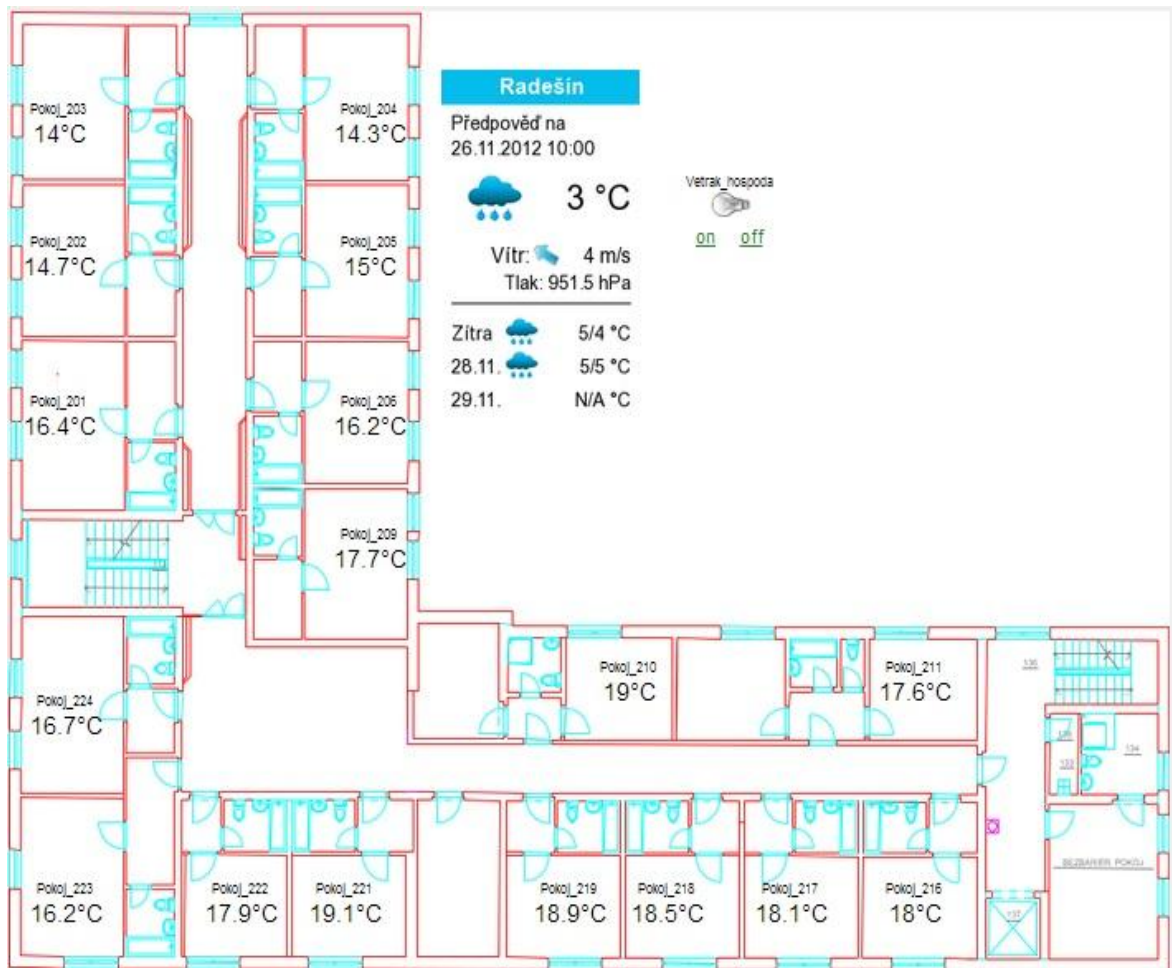 Pokoj_203
14°C
Pokoj_204
14.3°C
Radešín
Předpověď na
26.11.2012 10:00
3 °C
Vítr: 4 m/s
Tlak: 951.5 hPa
Zítra 5/4 °C
28.11. 5/5 °C
29.11. N/A °C
Vetrak_hospoda
on off
Pokoj_202
14.7°C
Pokoj_205
15°C
Pokoj_201
16.4°C
Pokoj_206
16.2°C
Pokoj_209
17.7°C
Pokoj_224
16.7°C
Pokoj_210
19°C
Pokoj_211
17.6°C
134
BEZBARIER. POKOJ
Pokoj_223
16.2°C
Pokoj_222
17.9°C
Pokoj_221
19.1°C
Pokoj_219
18.9°C
Pokoj_218
18.5°C
Pokoj_217
18.1°C
Pokoj_216
18°C
137